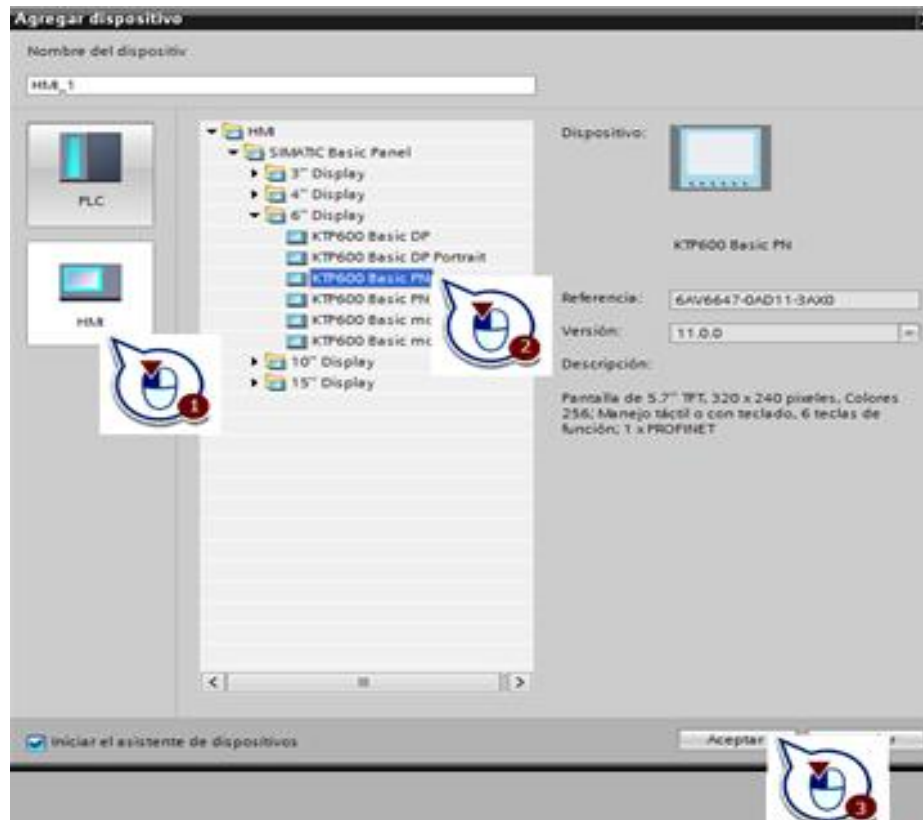 Agregar dispositivo
Nombre del dispositiv
HMI_1
PLC
HMI
1
HMI
SIMATIC Basic Panel
3" Display
4" Display
6" Display
KTP600 Basic DP
KTP600 Basic DP Portrait
KTP600 Basic PN
KTP600 Basic PN
KTP600 Basic mo
KTP600 Basic mo
10" Display
15" Display
2
Dispositivo:
KTP600 Basic PN
Referencia:
6AV6647-0AD11-3AX0
Versión:
11.0.0
Descripción:
Pantalla de 5.7" TFT, 320 x 240 píxeles, Colores
256; Manejo táctil o con teclado, 6 teclas de
función; 1 x PROFINET
Iniciar el asistente de dispositivos
Aceptar
3